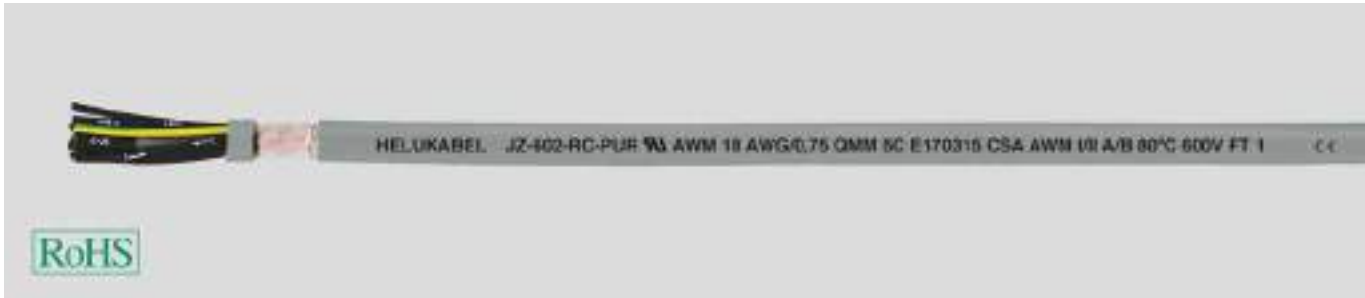 HELUKABEL JZ-602-RC-PUR AWM 18 AWG/0,75 QMM 5C E170315 CSA AWM I/II A/B 80°C 600V FT 1 CE
RoHS